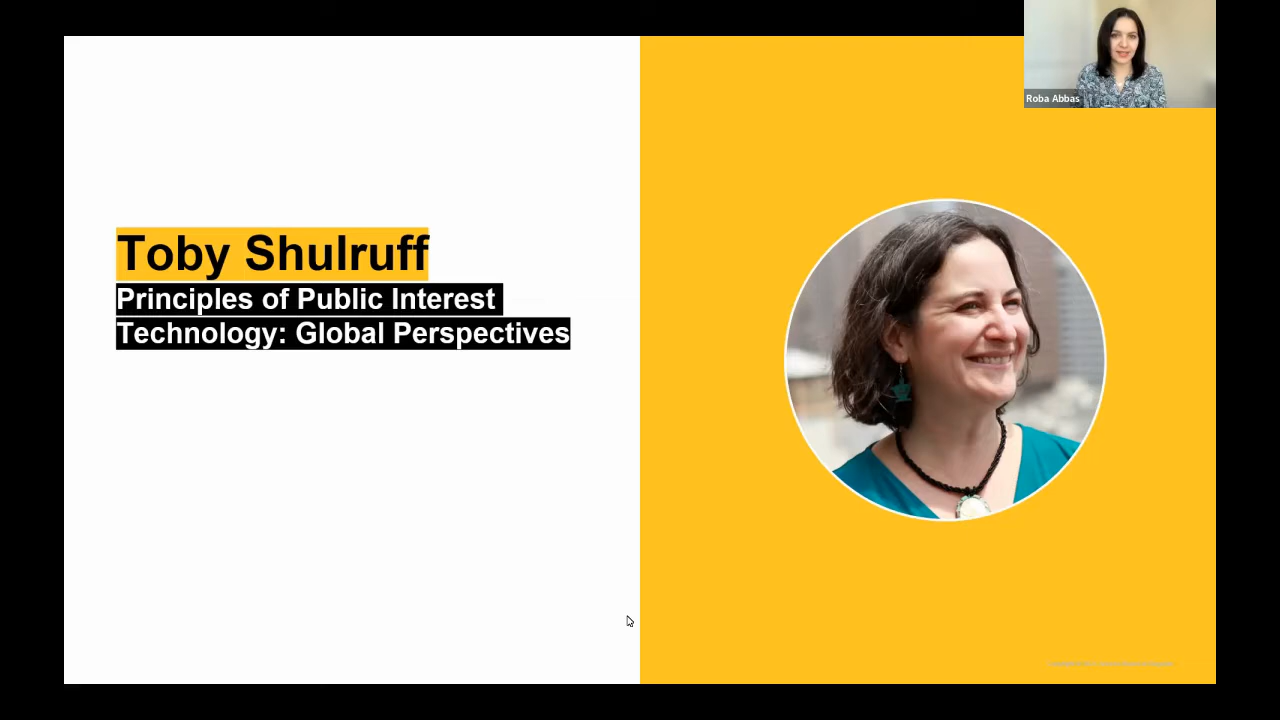 Roba Abbas
Toby Shulruff
Principles of Public Interest
Technology: Global Perspectives